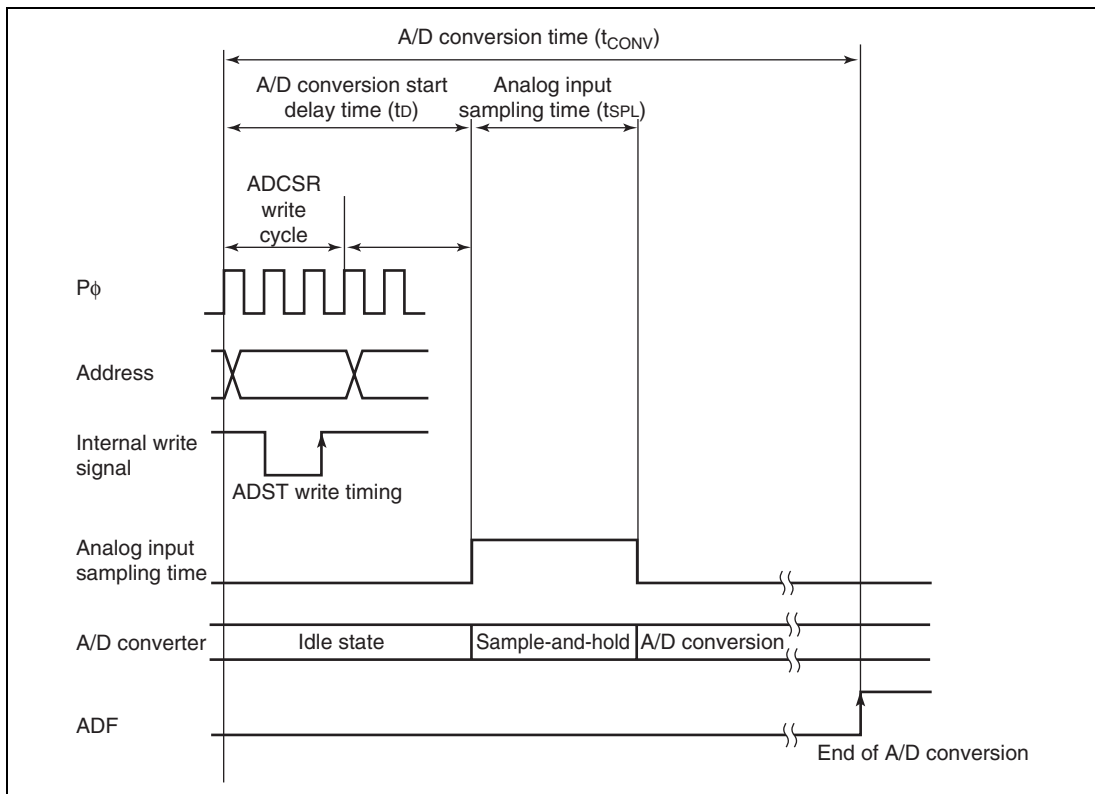 A/D conversion time (tCONV)
A/D conversion start
delay time (tD)
Analog input
sampling time (tSPL)
ADCSR
write
cycle
Pϕ
Address
Internal write
signal
ADST write timing
Analog input
sampling time
A/D converter
Idle state
Sample-and-hold
A/D conversion
ADF
End of A/D conversion